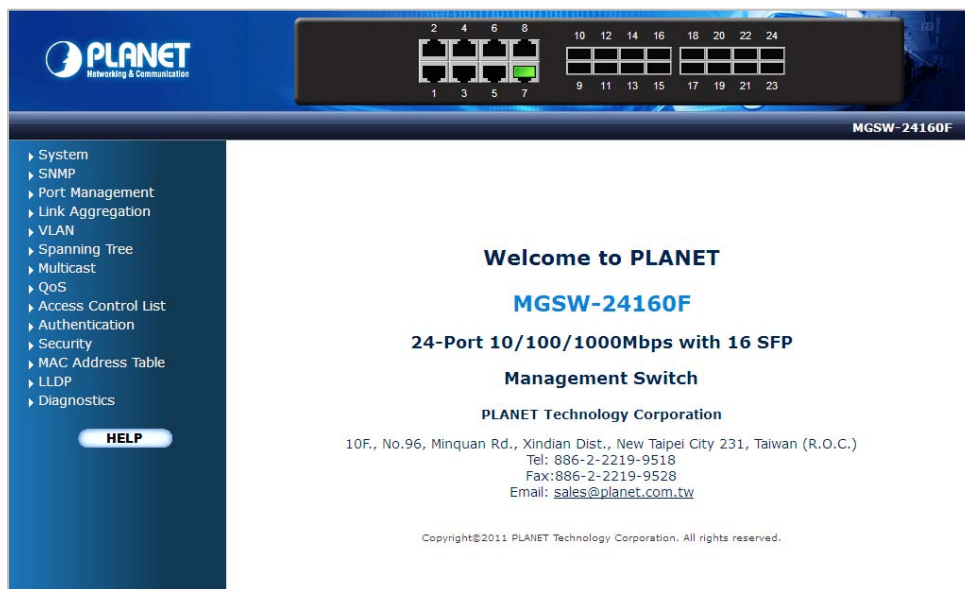 PLANET
Networking & Communication
2 4 6 8 10 12 14 16 18 20 22 24
1 3 5 7 9 11 13 15 17 19 21 23
MGSW-24160F
System
SNMP
Port Management
Link Aggregation
VLAN
Spanning Tree
Multicast
QoS
Access Control List
Authentication
Security
MAC Address Table
LLDP
Diagnostics
HELP
Welcome to PLANET
MGSW-24160F
24-Port 10/100/1000Mbps with 16 SFP
Management Switch
PLANET Technology Corporation
10F., No.96, Minquan Rd., Xindian Dist., New Taipei City 231, Taiwan (R.O.C.)
Tel: 886-2-2219-9518
Fax:886-2-2219-9528
Email: sales@planet.com.tw
Copyright©2011 PLANET Technology Corporation. All rights reserved.